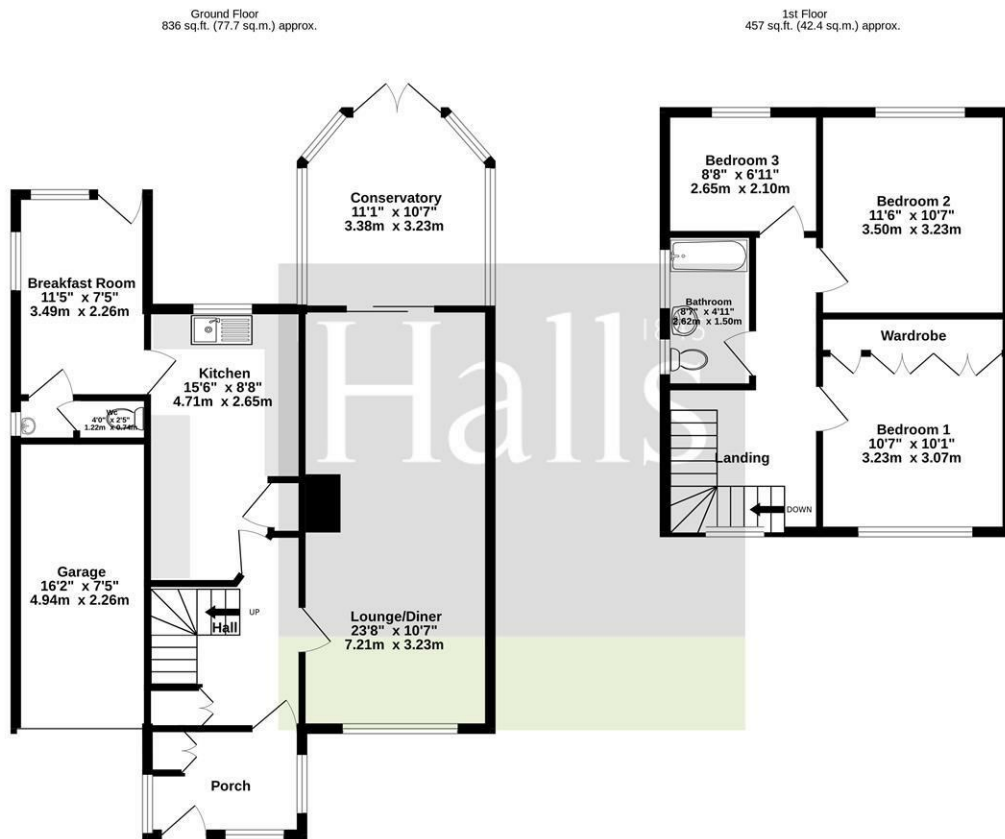 Ground Floor
836 sq.ft. (77.7 sq.m.) approx.
1st Floor
457 sq.ft. (42.4 sq.m.) approx.
Conservatory
11'1" x 10'7"
3.38m x 3.23m
Breakfast Room
11'5" x 7'5"
3.49m x 2.26m
Kitchen
15'6" x 8'8"
4.71m x 2.65m
Wc
4'0" x 2'5"
1.22m x 0.74m
Garage
16'2" x 7'5"
4.94m x 2.26m
UP
Hall
Lounge/Diner
23'8" x 10'7"
7.21m x 3.23m
Porch
Halls
1845
Bedroom 3
8'8" x 6'11"
2.65m x 2.10m
Bedroom 2
11'6" x 10'7"
3.50m x 3.23m
Bathroom
8'7" x 4'11"
2.62m x 1.50m
Wardrobe
Bedroom 1
10'7" x 10'1"
3.23m x 3.07m
Landing
DOWN